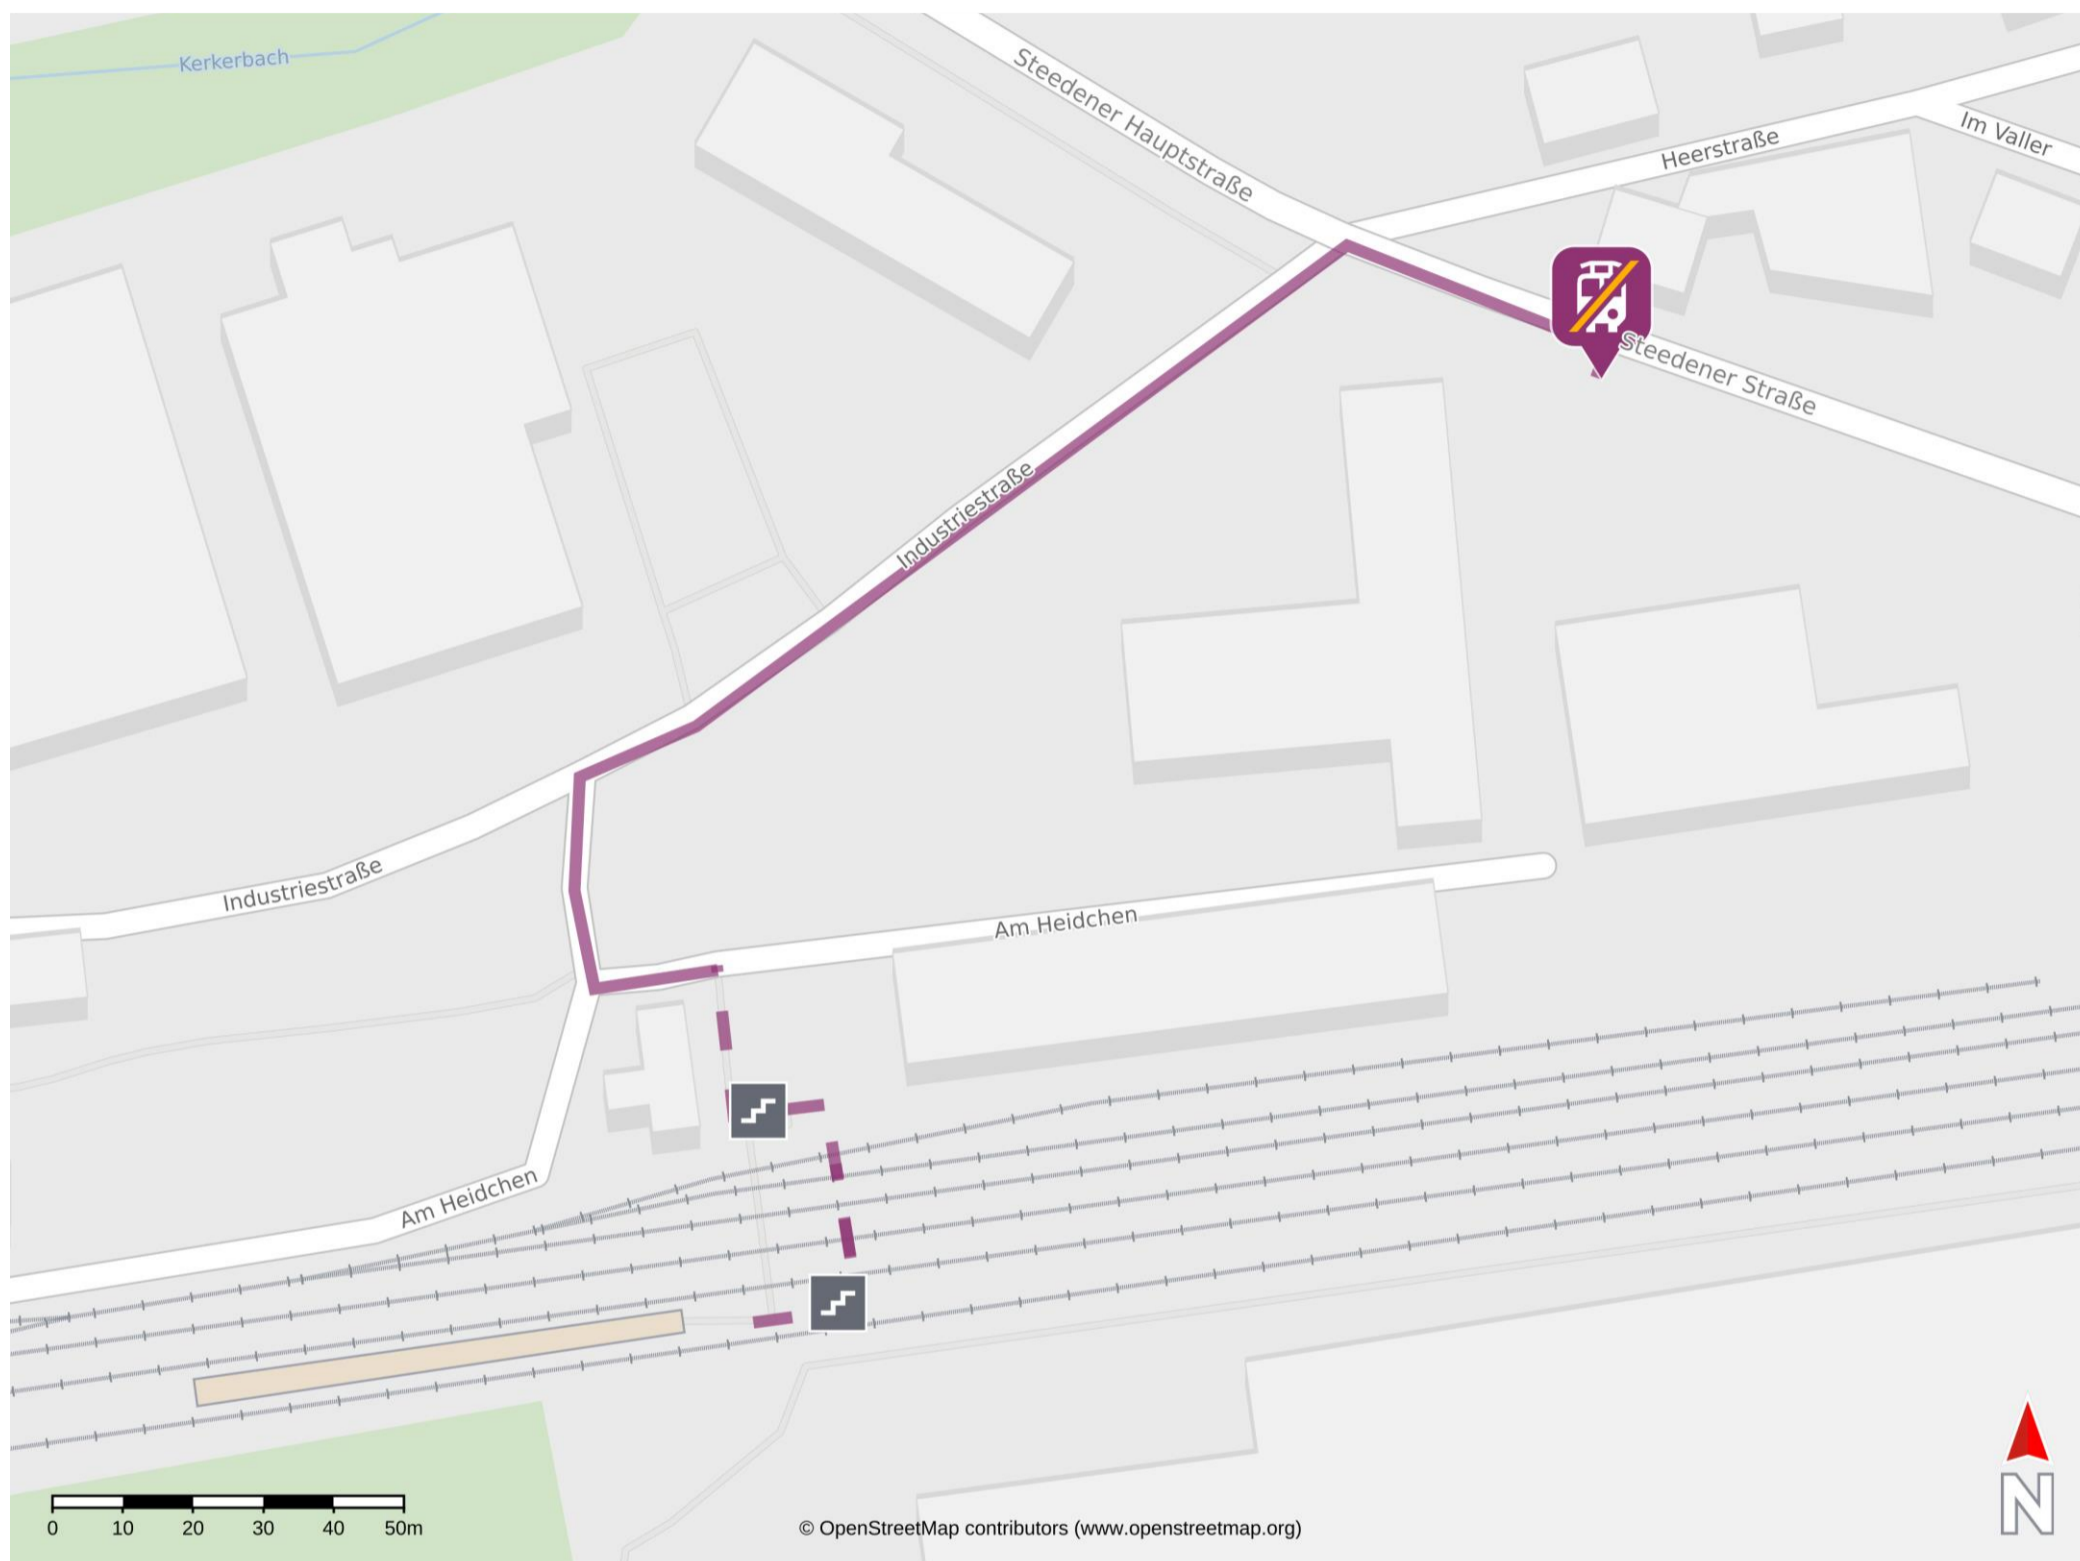 Kerkerbach
Steedener Hauptstraße
Heerstraße
Im Valler
Steedener Straße
Industriestraße
Industriestraße
Am Heidchen
Am Heidchen
0 10 20 30 40 50m
© OpenStreetMap contributors (www.openstreetmap.org)
N